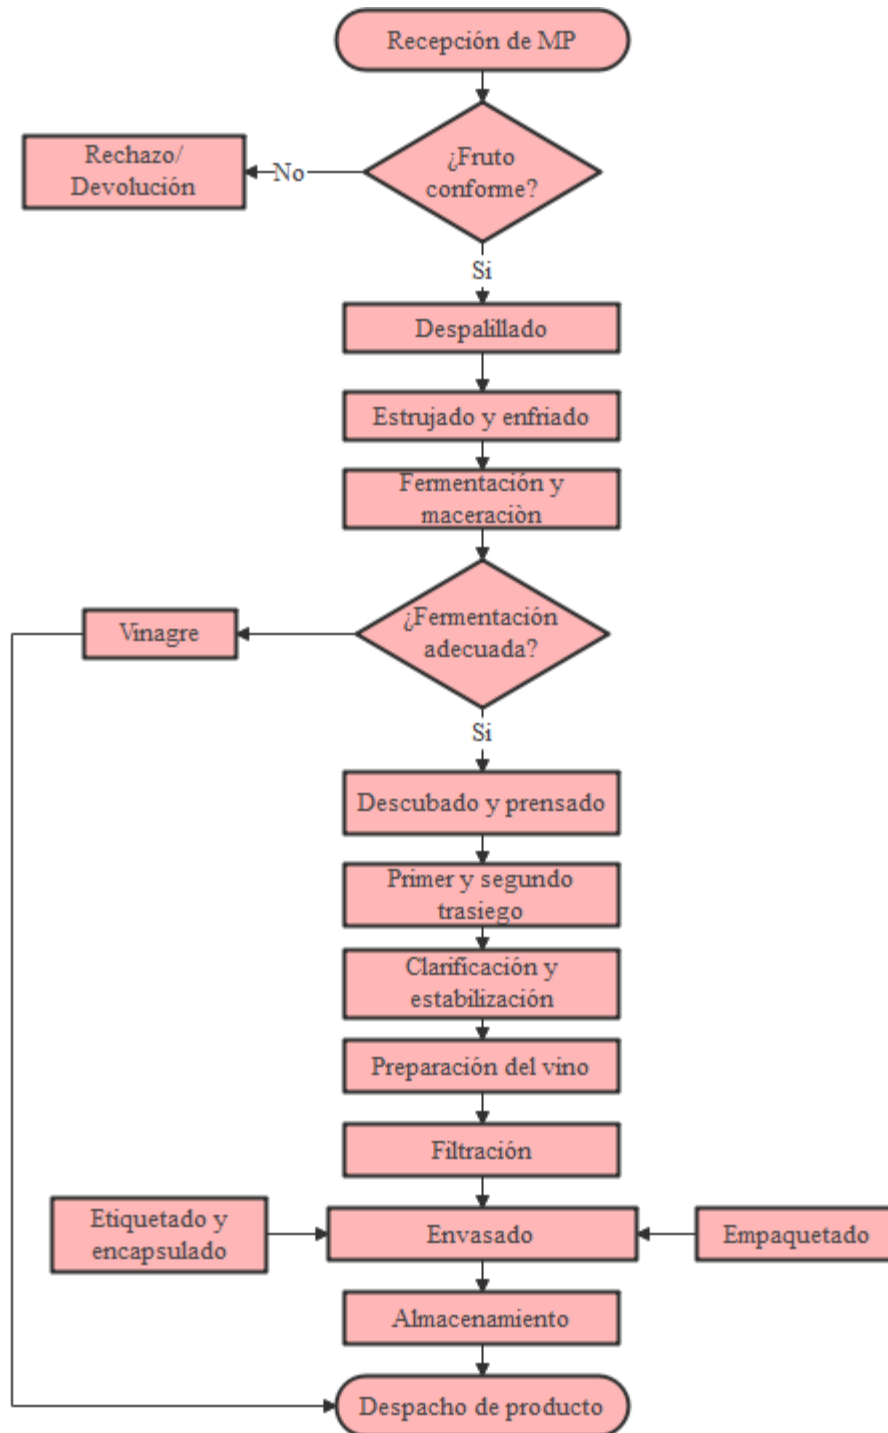 Recepción de MP
¿Fruto
conforme?
No
Rechazo/
Devolución
Si
Despalillado
Estrujado y enfriado
Fermentación y
maceraciòn
¿Fermentación
adecuada?
Vinagre
Si
Descubado y prensado
Primer y segundo
trasiego
Clarificación y
estabilización
Preparación del vino
Filtración
Etiquetado y
encapsulado
Envasado
Empaquetado
Almacenamiento
Despacho de producto